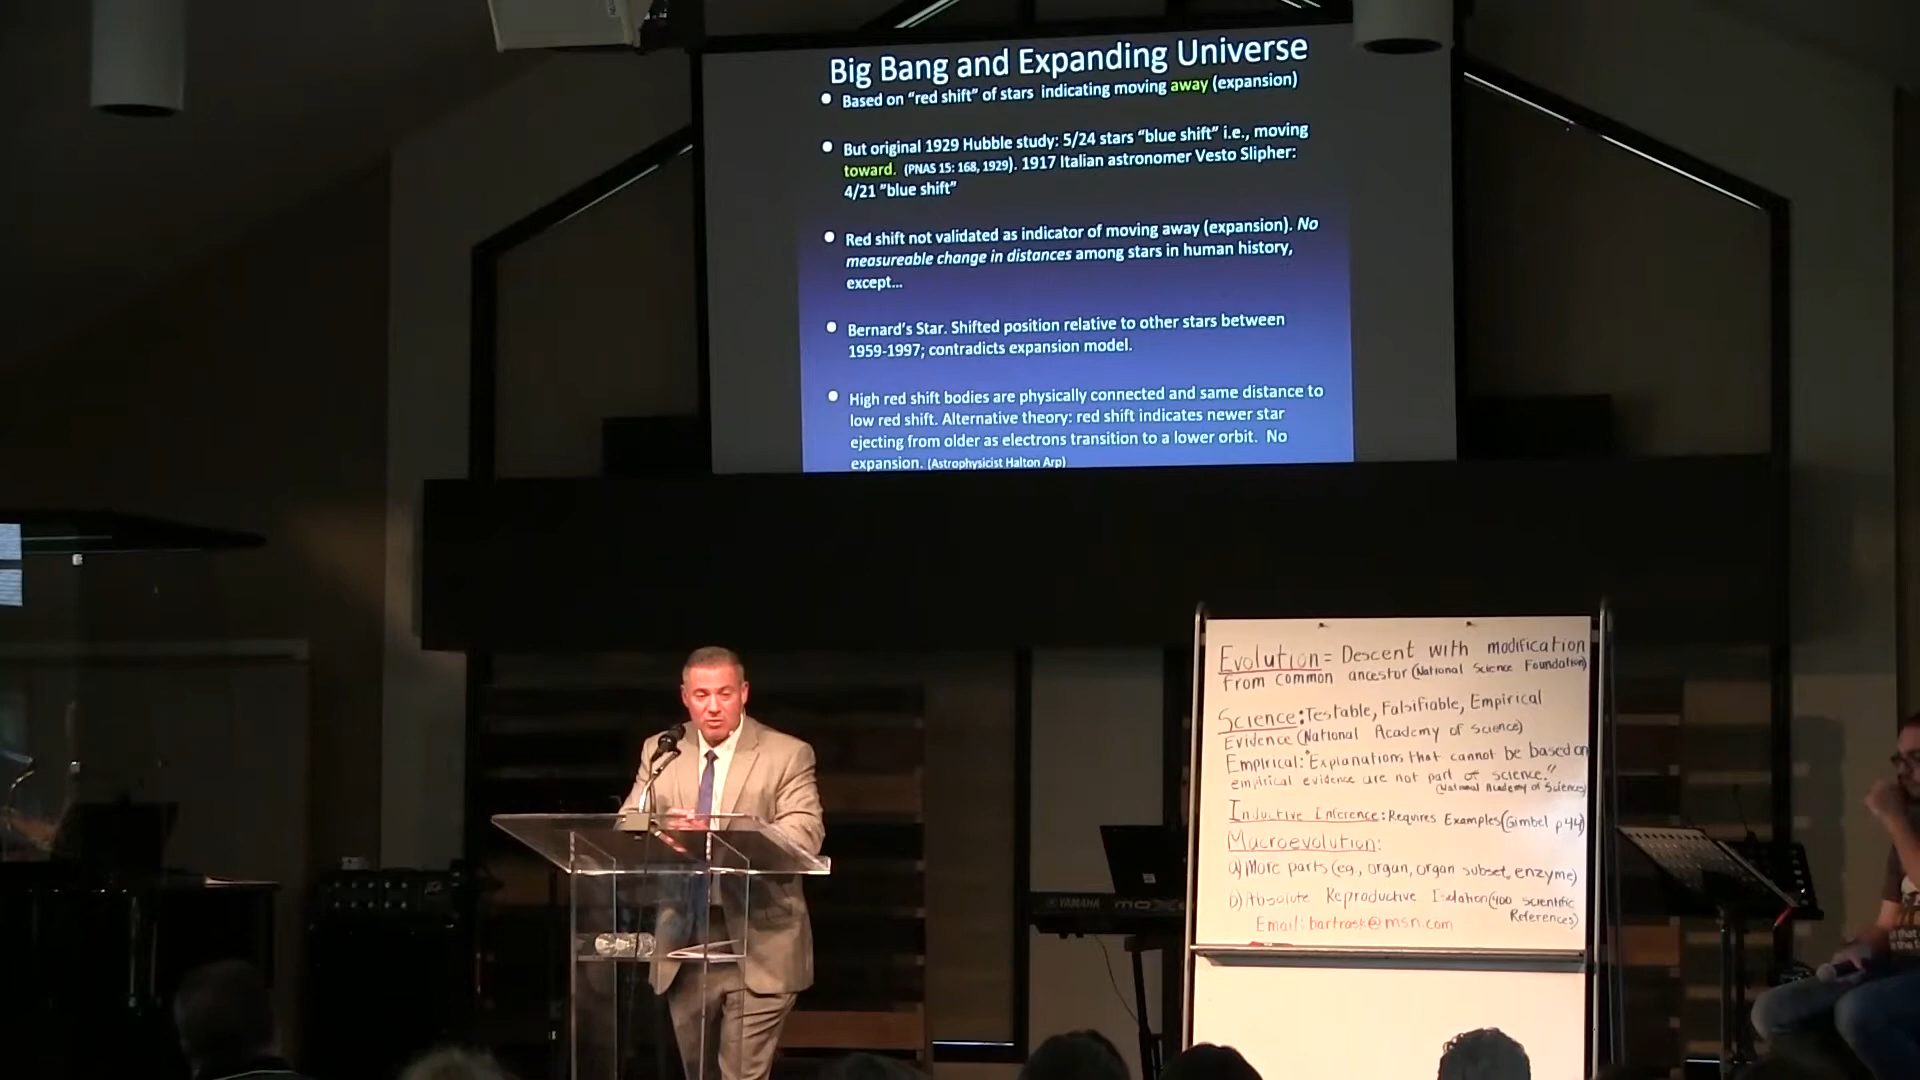 Big Bang and Expanding Universe
Based on “red shift” of stars indicating moving away (expansion)
But original 1929 Hubble study: 5/24 stars “blue shift” i.e., moving
toward. (PNAS 15: 168, 1929). 1917 Italian astronomer Vesto Slipher:
4/21 ”blue shift”
Red shift not validated as indicator of moving away (expansion). No
measureable change in distances among stars in human history,
except...
Bernard’s Star. Shifted position relative to other stars between
1959-1997; contradicts expansion model.
High red shift bodies are physically connected and same distance to
low red shift. Alternative theory: red shift indicates newer star
ejecting from older as electrons transition to a lower orbit. No
expansion. (Astrophysicist Halton Arp)
Evolution = Descent with modification
from common ancestor (National Science Foundation)
Science: Testable, Falsifiable, Empirical
Evidence (National Academy of Science)
Empirical: "Explanations that cannot be based on
empirical evidence are not part of science."
(National Academy of Sciences)
Inductive Inference: Requires Examples (Gimbel p44)
Macroevolution:
a) More parts (eg, organ, organ subset, enzyme)
b) Absolute Reproductive Isolation (400 scientific
References)
Email: bartrask@msn.com
YAMAHA